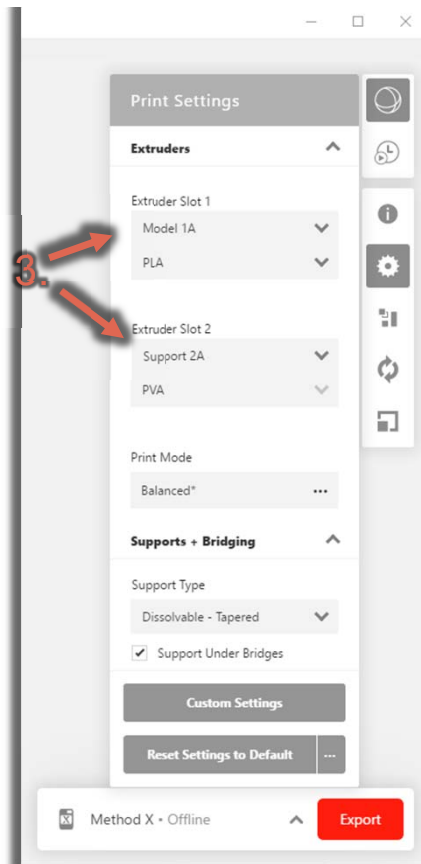 Print Settings
Extruders
Extruder Slot 1
Model 1A
PLA
3.
Extruder Slot 2
Support 2A
PVA
Print Mode
Balanced*
Supports + Bridging
Support Type
Dissolvable - Tapered
Support Under Bridges
Custom Settings
Reset Settings to Default
Method X • Offline
Export